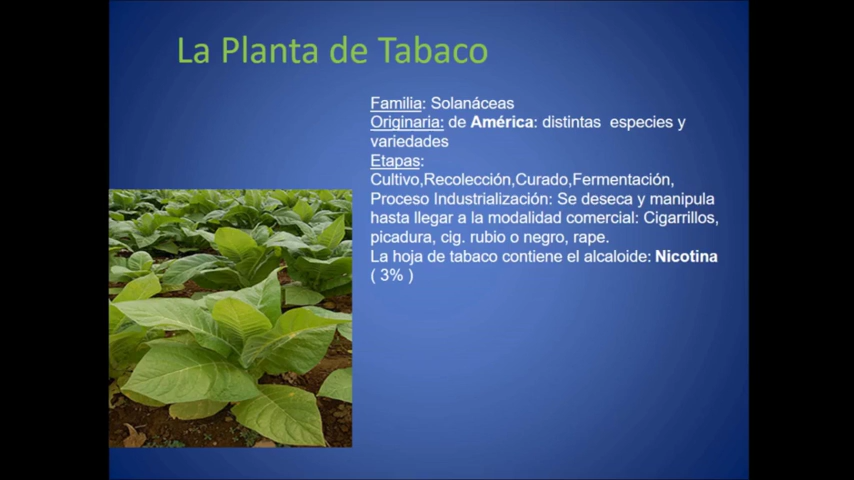 La Planta de Tabaco
Familia: Solanáceas
Originaria: de América: distintas especies y
variedades
Etapas:
Cultivo,Recolección,Curado,Fermentación,
Proceso Industrialización: Se deseca y manipula
hasta llegar a la modalidad comercial: Cigarrillos,
picadura, cig. rubio o negro, rape.
La hoja de tabaco contiene el alcaloide: Nicotina
( 3% )